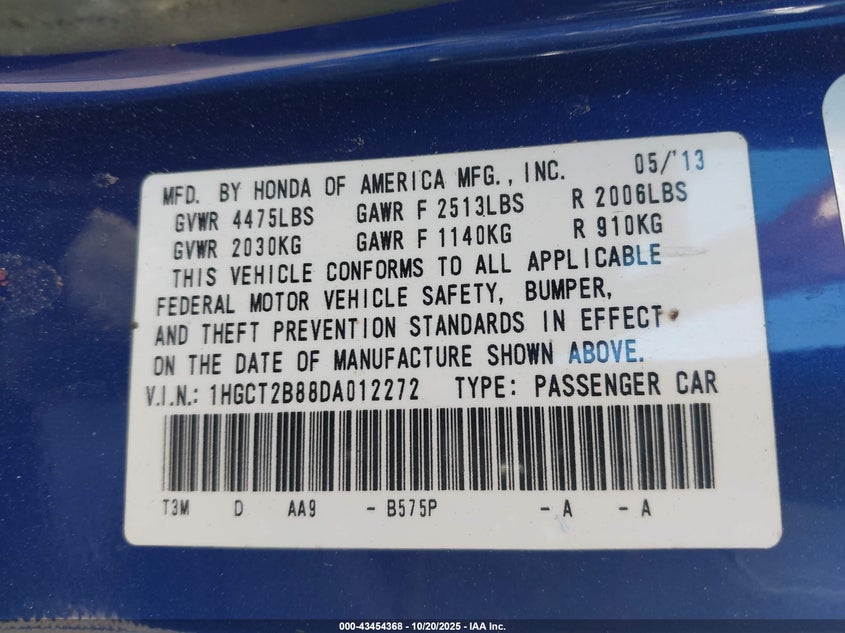 MFD. BY HONDA OF AMERICA MFG., INC. 05/'13
GVWR 4475LBS GAWR F 2513LBS R 2006LBS
GVWR 2030KG GAWR F 1140KG R 910KG
THIS VEHICLE CONFORMS TO ALL APPLICABLE
FEDERAL MOTOR VEHICLE SAFETY, BUMPER,
AND THEFT PREVENTION STANDARDS IN EFFECT
ON THE DATE OF MANUFACTURE SHOWN ABOVE.
V.I.N.: 1HGCT2B88DA012272 TYPE: PASSENGER CAR
T3M D AA9 - B575P - A - A
000-43454368 - 10/20/2025 - IAA Inc.